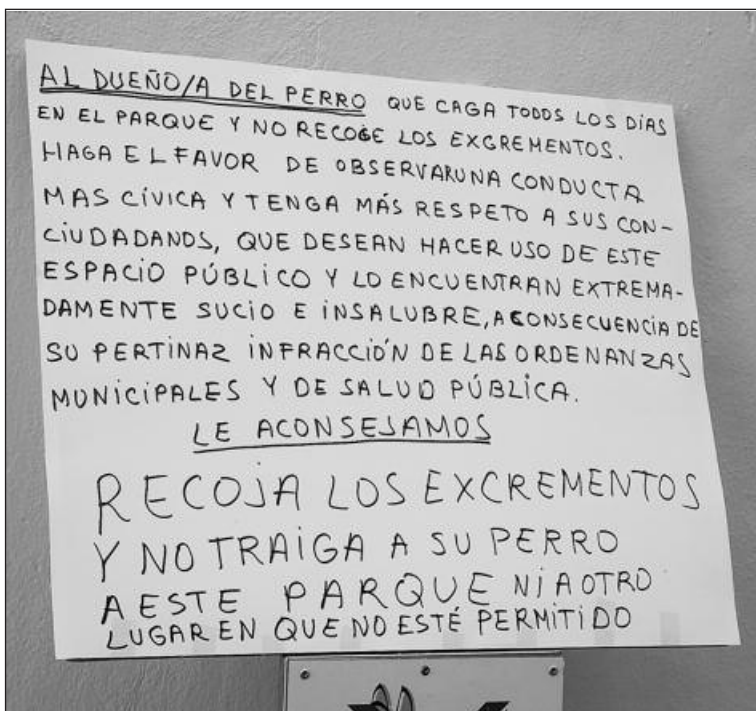 AL DUEÑO/A DEL PERRO QUE CAGA TODOS LOS DÍAS
EN EL PARQUE Y NO RECOGE LOS EXCREMENTOS.
HAGA EL FAVOR DE OBSERVAR UNA CONDUCTA
MAS CÍVICA Y TENGA MÁS RESPETO A SUS CON-
CIUDADANOS, QUE DESEAN HACER USO DE ESTE
ESPACIO PÚBLICO Y LO ENCUENTRAN EXTREMA-
DAMENTE SUCIO E INSALUBRE, A CONSECUENCIA DE
SU PERTINAZ INFRACCIÓN DE LAS ORDENANZAS
MUNICIPALES Y DE SALUD PÚBLICA.
LE ACONSEJAMOS
RECOJA LOS EXCREMENTOS
Y NO TRAIGA A SU PERRO
A ESTE PARQUE NI A OTRO
LUGAR EN QUE NO ESTÉ PERMITIDO